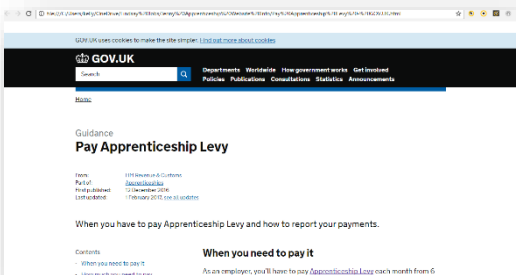 GOV.UK uses cookies to make the site simpler. Find out more about cookies
GOV.UK
Search
Departments Worldwide How government works Get involved
Policies Publications Consultations Statistics Announcements
Home
Guidance
Pay Apprenticeship Levy
From: HM Revenue & Customs
Part of: Apprenticeships
First published: 12 December 2016
Last updated: 1 February 2017, see all updates
When you have to pay Apprenticeship Levy and how to report your payments.
Contents
- When you need to pay it
When you need to pay it
As an employer, you'll have to pay Apprenticeship Levy each month from 6